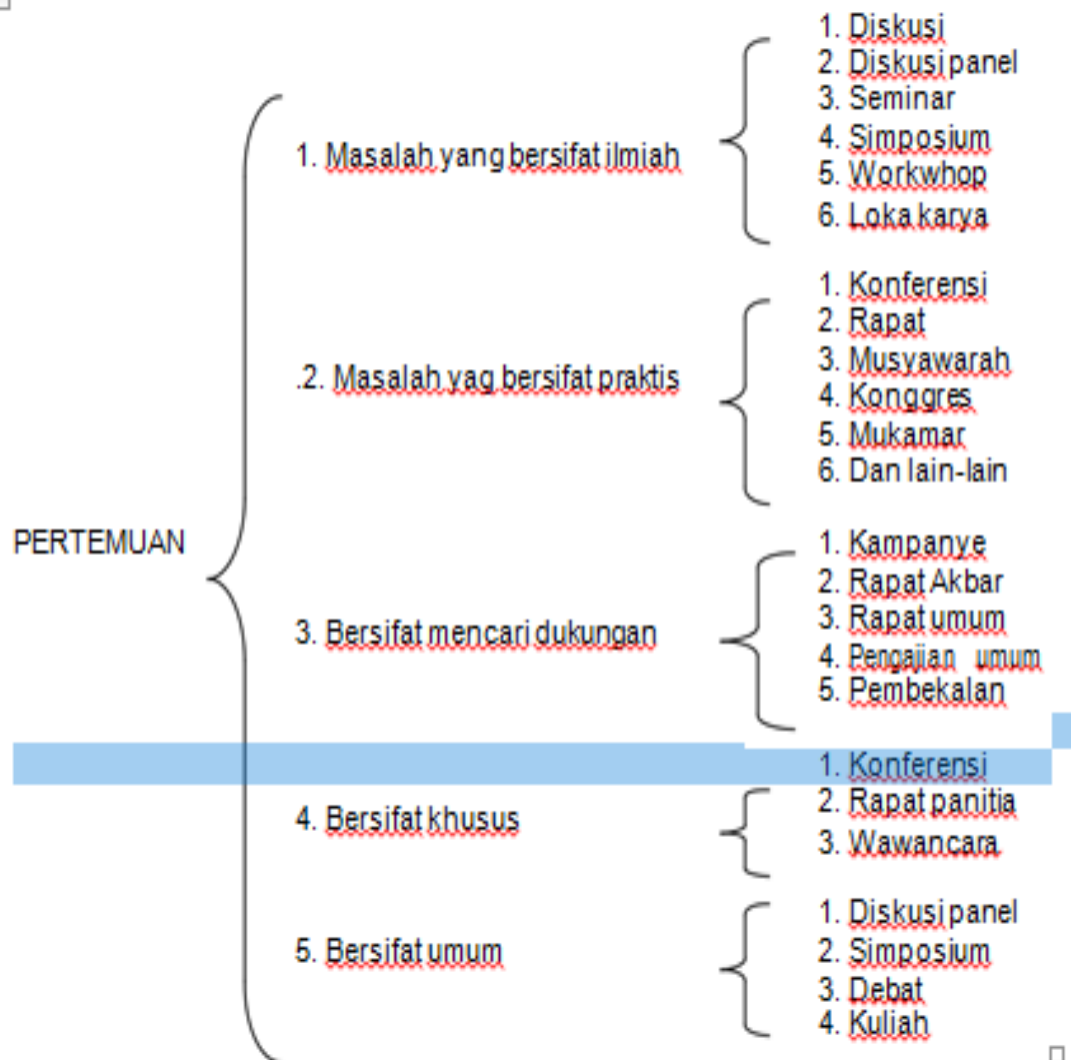 PERTEMUAN
1. Masalah yang bersifat ilmiah
1. Diskusi
2. Diskusi panel
3. Seminar
4. Simposium
5. Workwhop
6. Loka karya
.2. Masalah yag bersifat praktis
1. Konferensi
2. Rapat
3. Musyawarah
4. Konggres
5. Mukamar
6. Dan lain-lain
3. Bersifat mencari dukungan
1. Kampanye
2. Rapat Akbar
3. Rapat umum
4. Pengajian umum
5. Pembekalan
4. Bersifat khusus
1. Konferensi
2. Rapat panitia
3. Wawancara
5. Bersifat umum
1. Diskusi panel
2. Simposium
3. Debat
4. Kuliah